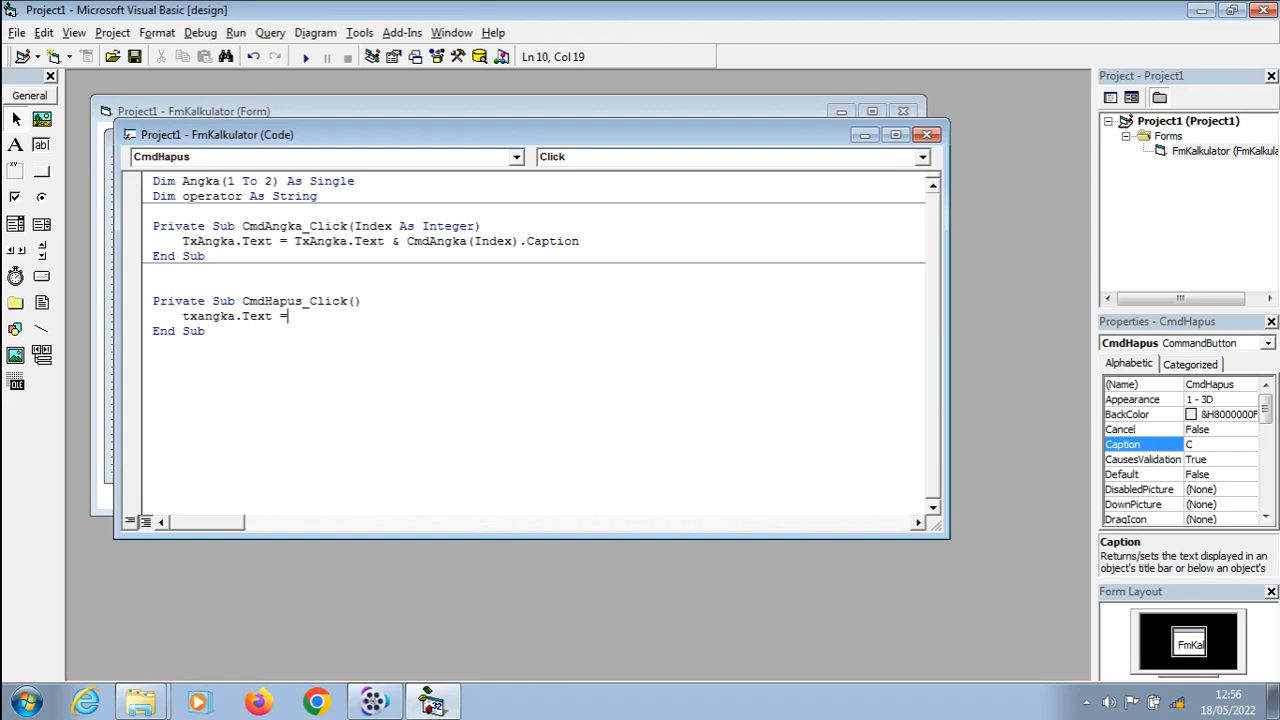 Project1 - Microsoft Visual Basic [design]
File Edit View Project Format Debug Run Query Diagram Tools Add-Ins Window Help
Ln 10, Col 19
General
Project1 - FmKalkulator (Form)
Project1 - FmKalkulator (Code)
CmdHapus Click
Dim Angka(1 To 2) As Single
Dim operator As String
Private Sub CmdAngka_Click(Index As Integer)
TxAngka.Text = TxAngka.Text & CmdAngka(Index).Caption
End Sub
Private Sub CmdHapus_Click()
txangka.Text =
End Sub
Project - Project1
Project1 (Project1)
Forms
FmKalkulator (FmKalkula
Properties - CmdHapus
CmdHapus CommandButton
Alphabetic Categorized
(Name) CmdHapus
Appearance 1 - 3D
BackColor &H8000000F
Cancel False
Caption C
CausesValidation True
Default False
DisabledPicture (None)
DownPicture (None)
DragIcon (None)
Caption
Returns/sets the text displayed in an
object's title bar or below an object's
Form Layout
FmKal
12:56
18/05/2022